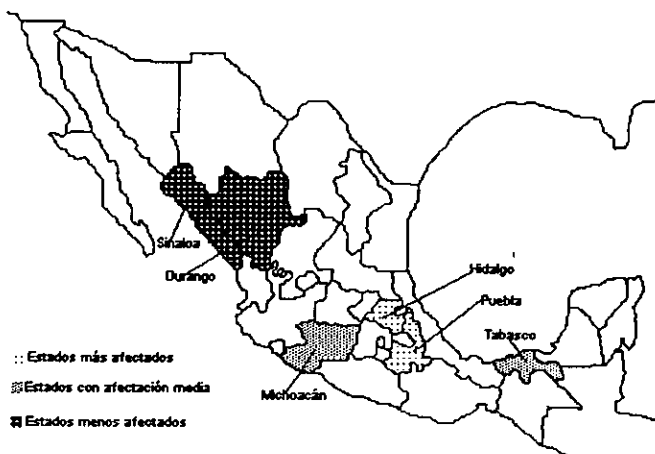 Sinaloa
Durango
Hidalgo
Puebla
Tabasco
Michoacán
Estados más afectados
Estados con afectación media
Estados menos afectados